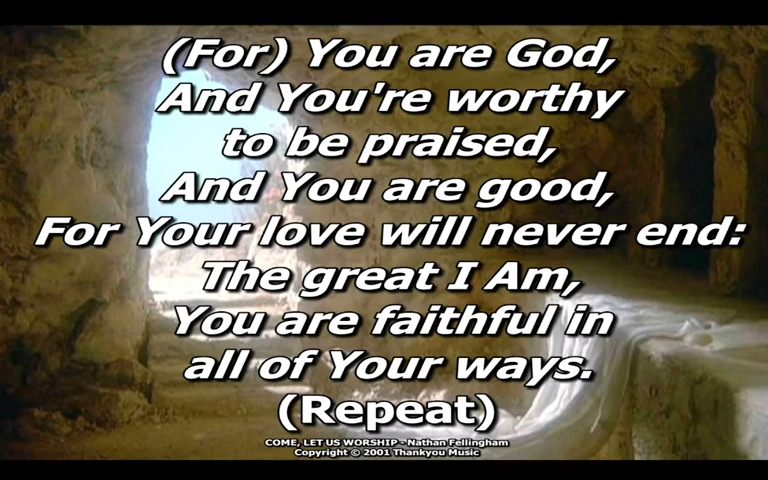 (For) You are God,
And You're worthy
to be praised,
And You are good,
For Your love will never end:
The great I Am,
You are faithful in
all of Your ways.
(Repeat)
COME, LET US WORSHIP - Nathan Fellingham
Copyright © 2001 Thankyou Music